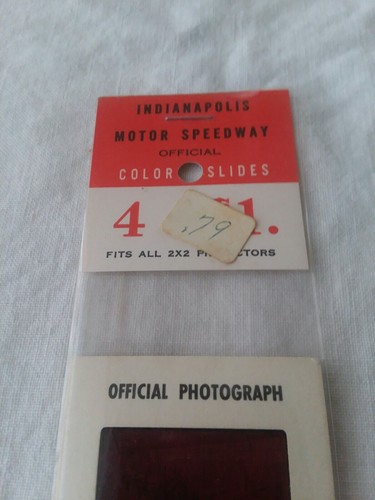 INDIANAPOLIS
MOTOR SPEEDWAY
OFFICIAL
COLOR SLIDES
4 $1.
.79
FITS ALL 2X2
OFFICIAL PHOTOGRAPH